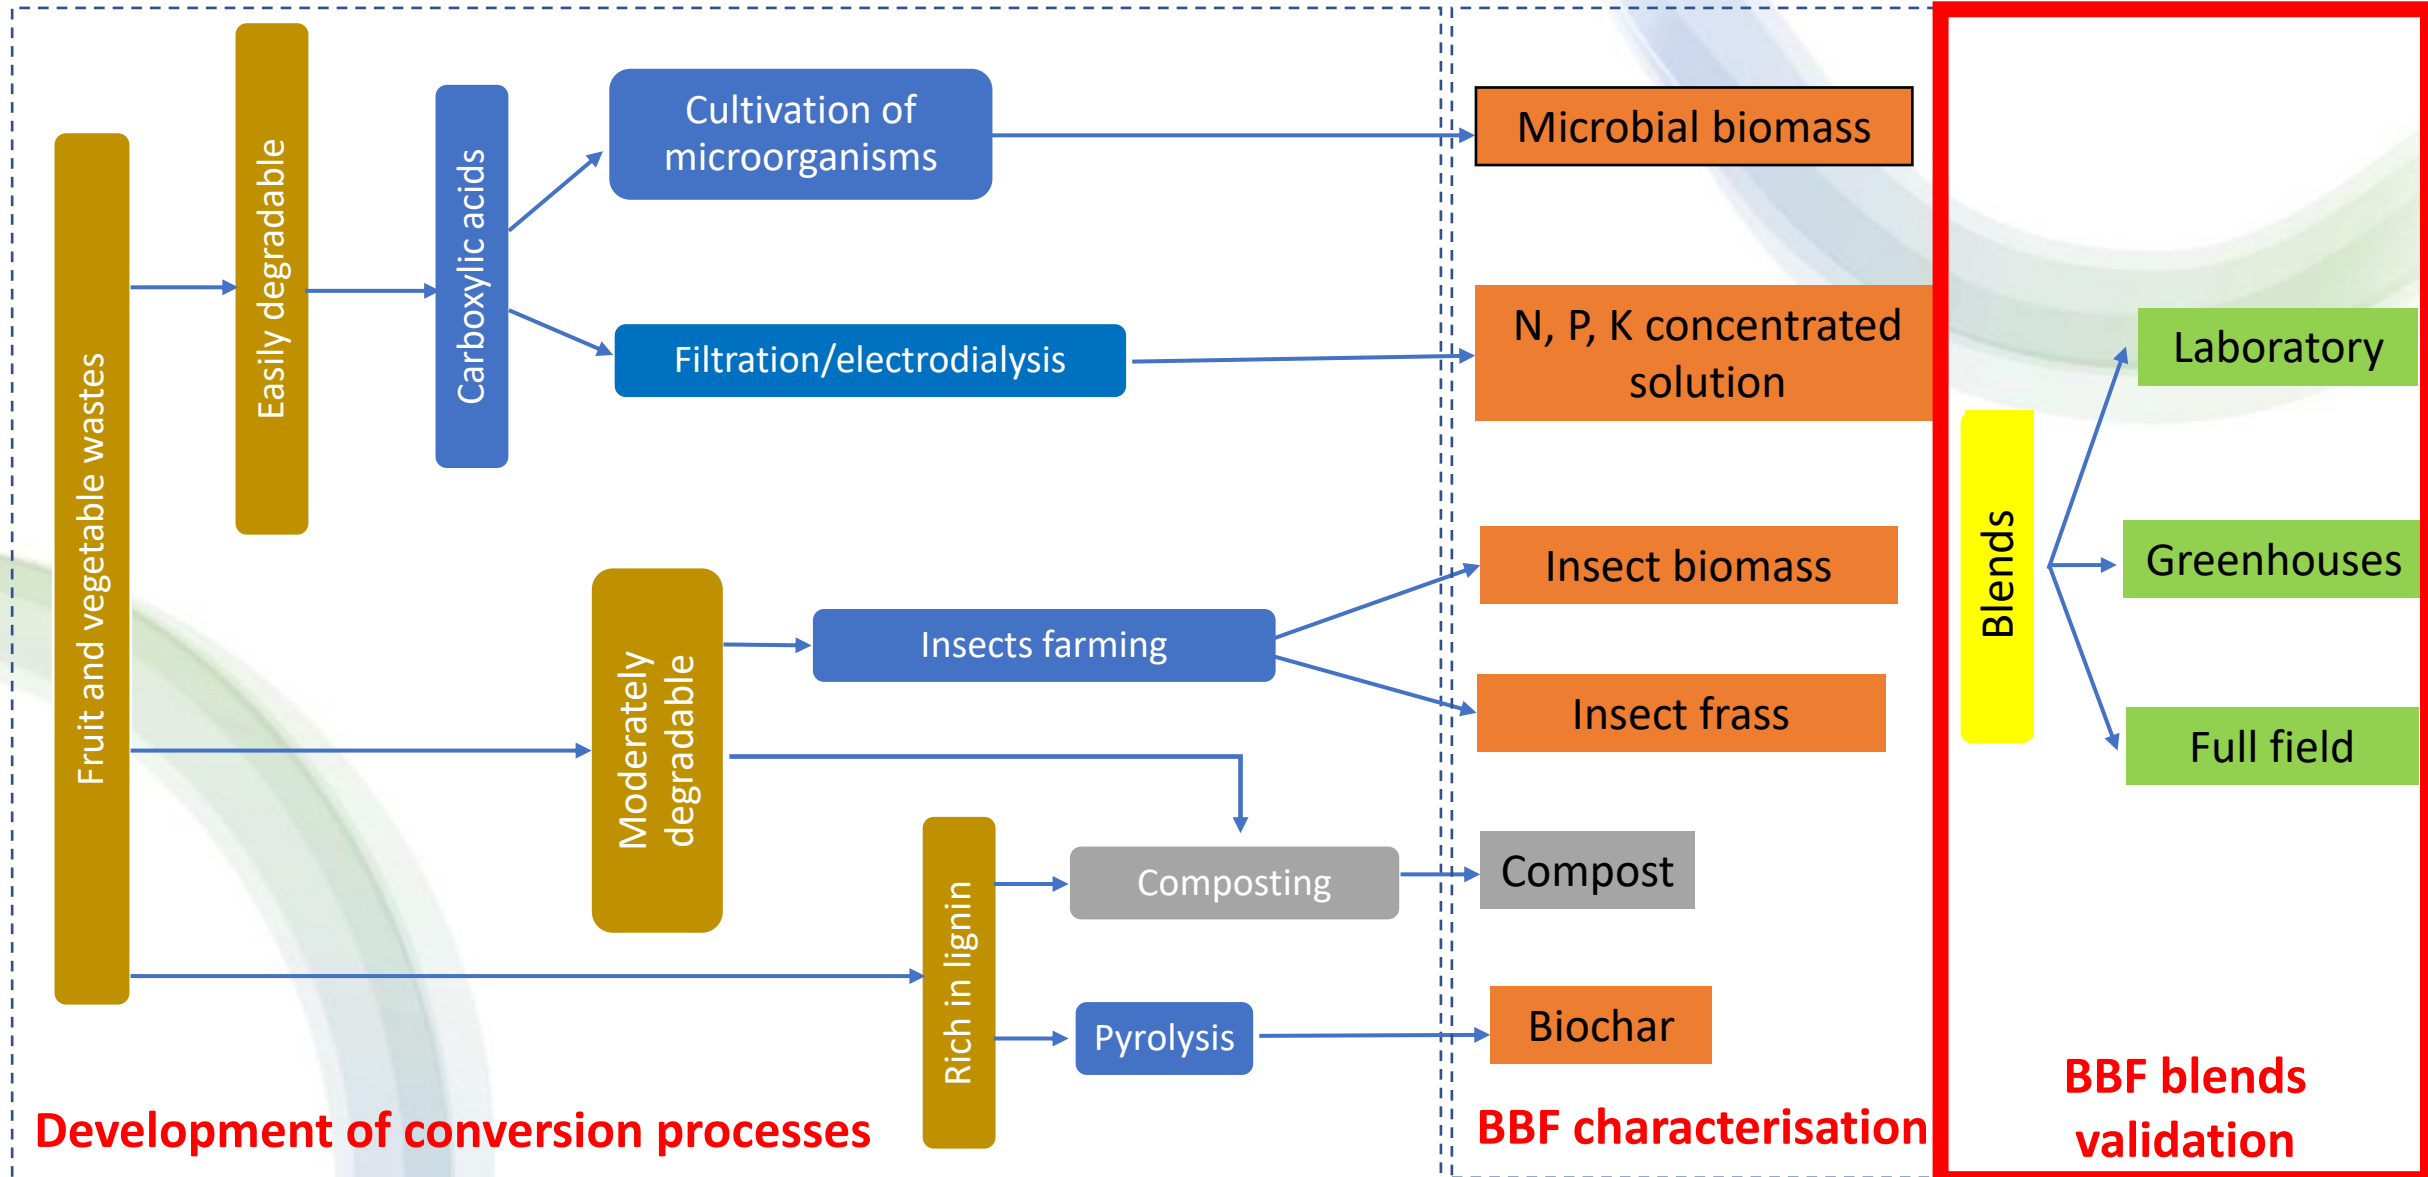 Fruit and vegetable wastes
Easily degradable
Carboxylic acids
Cultivation of
microorganisms
Filtration/electrodialysis
Moderately
degradable
Insects farming
Rich in lignin
Composting
Pyrolysis
Development of conversion processes
Microbial biomass
N, P, K concentrated
solution
Insect biomass
Insect frass
Compost
Biochar
BBF characterisation
Blends
Laboratory
Greenhouses
Full field
BBF blends
validation